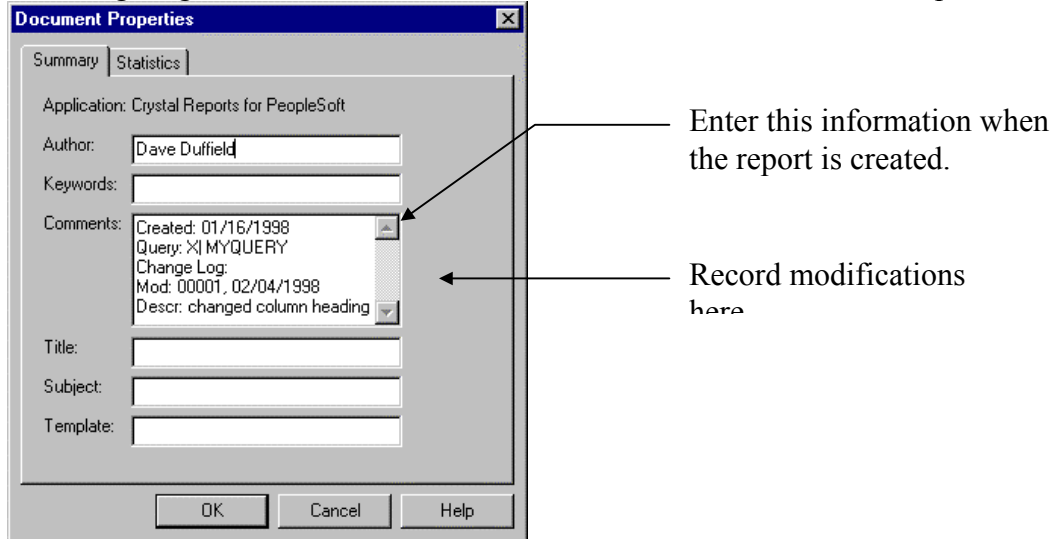 Document Properties
Summary
Statistics
Application: Crystal Reports for PeopleSoft
Author: Dave Duffield
Keywords:
Comments: Created: 01/16/1998
Query: X| MYQUERY
Change Log:
Mod: 00001, 02/04/1998
Descr: changed column heading
Title:
Subject:
Template:
OK
Cancel
Help
Enter this information when
the report is created.
Record modifications
here